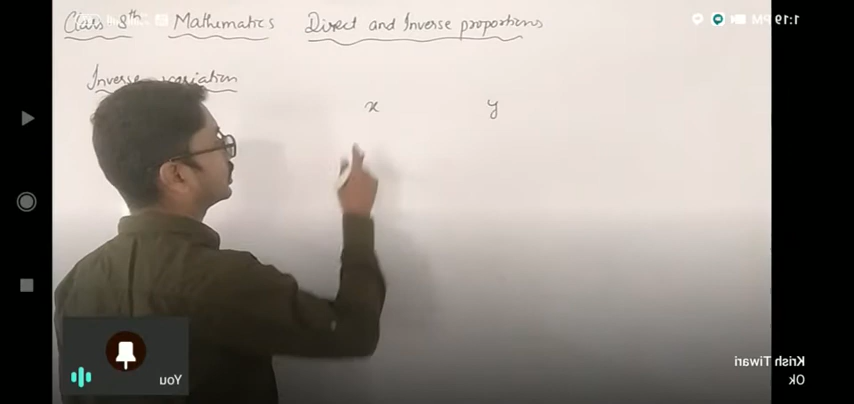 Class 8th Mathematics Direct and Inverse proportions
Inverse variation
x y
1:19 PM
You
Krish Tiwari
Ok